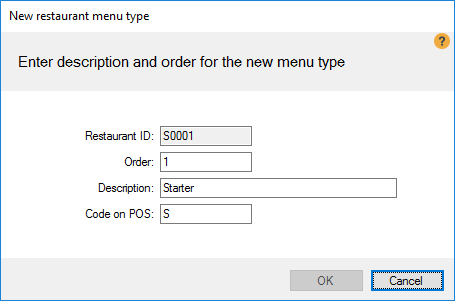 New restaurant menu type
?
Enter description and order for the new menu type
Restaurant ID: S0001
Order: 1
Description: Starter
Code on POS: S
OK Cancel